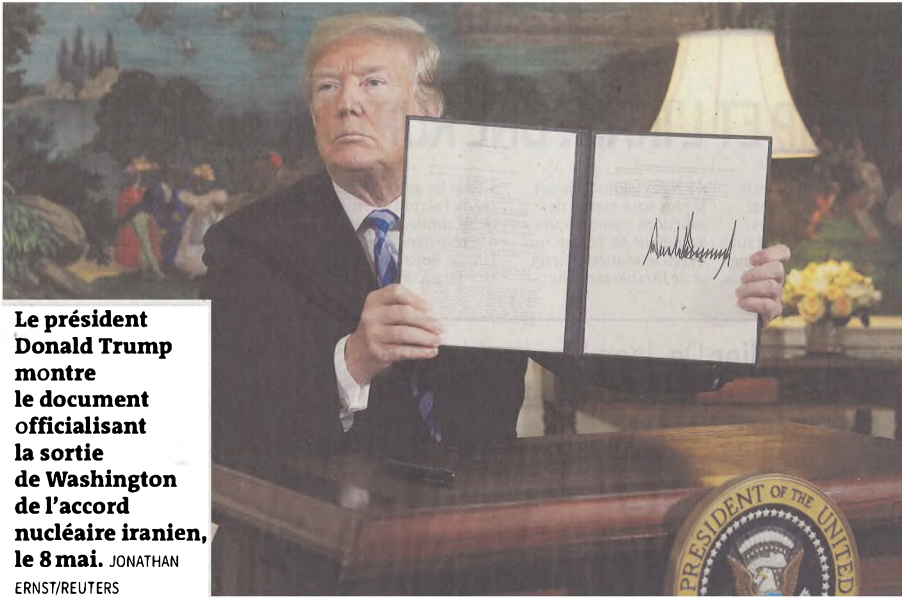 Le président
Donald Trump
montre
le document
officialisant
la sortie
de Washington
de l'accord
nucléaire iranien,
le 8 mai. JONATHAN
ERNST/REUTERS
PRESIDENT OF THE UNITED